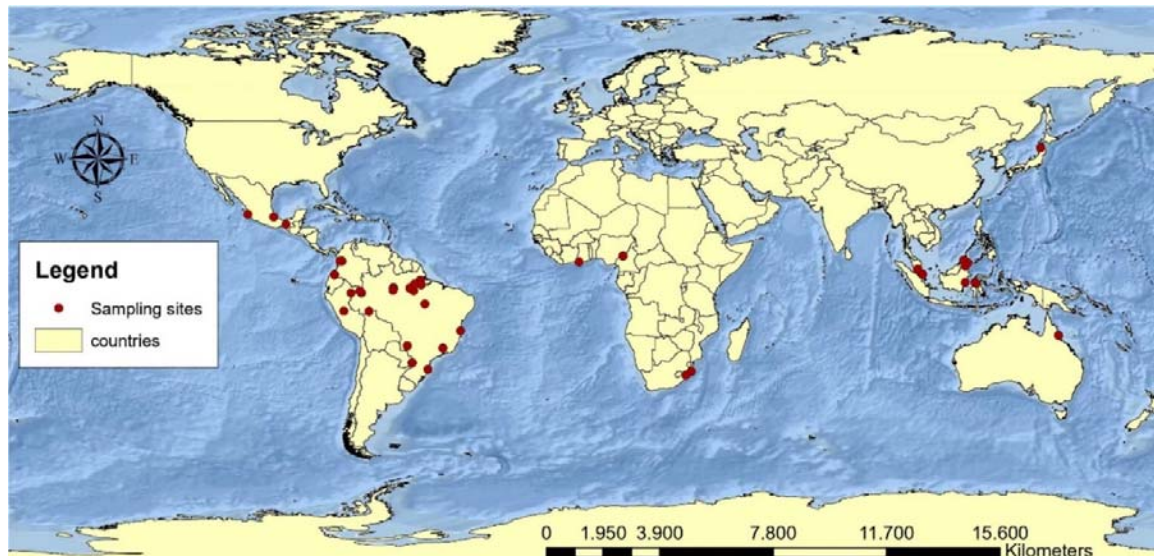 N
W E
S
Legend
Sampling sites
countries
0 1.950 3.900 7.800 11.700 15.600
Kilometers